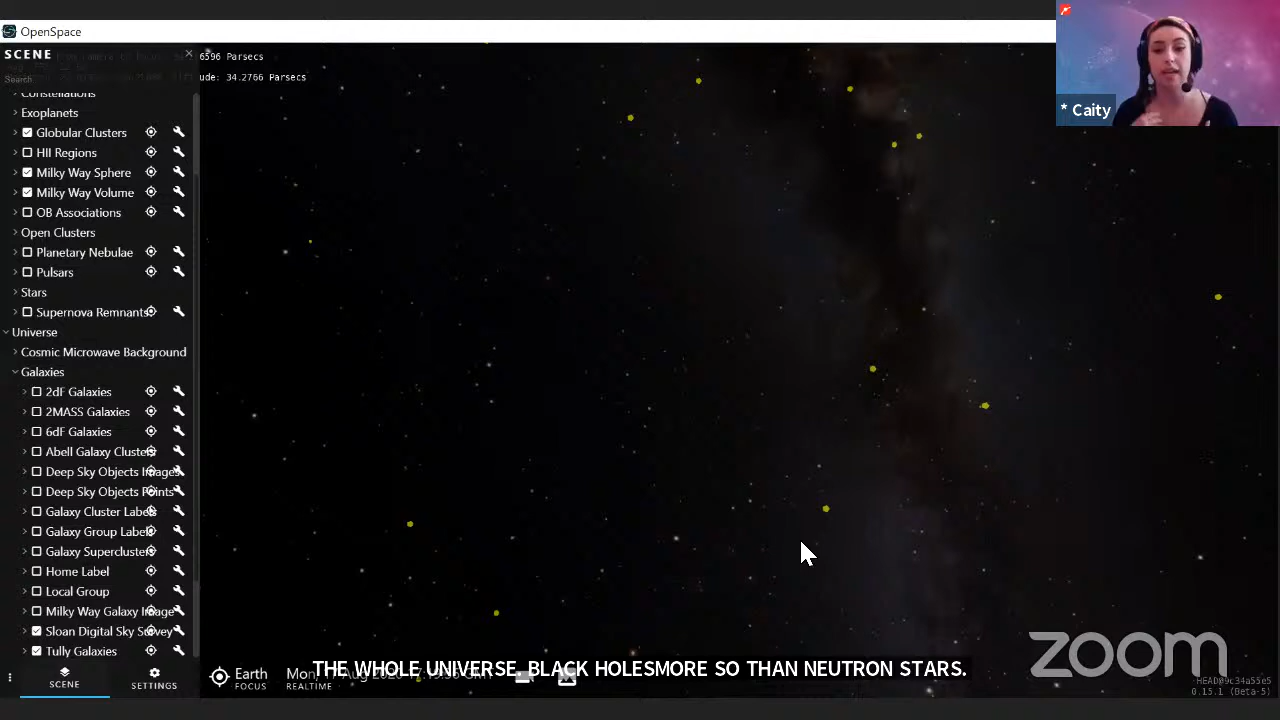 OpenSpace
SCENE
6596 Parsecs
Search
ude: 34.2766 Parsecs
Constellations
Exoplanets
Globular Clusters
HII Regions
Milky Way Sphere
Milky Way Volume
OB Associations
Open Clusters
Planetary Nebulae
Pulsars
Stars
Supernova Remnants
Universe
Cosmic Microwave Background
Galaxies
2dF Galaxies
2MASS Galaxies
6dF Galaxies
Abell Galaxy Clusters
Deep Sky Objects Images
Deep Sky Objects Points
Galaxy Cluster Labels
Galaxy Group Labels
Galaxy Superclusters
Home Label
Local Group
Milky Way Galaxy Image
Sloan Digital Sky Survey
Tully Galaxies
SCENE
SETTINGS
Earth
FOCUS
Mon,
REALTIME
THE WHOLE UNIVERSE. BLACK HOLESMORE SO THAN NEUTRON STARS.
* Caity
zoom
0.15.1 (Beta-5)